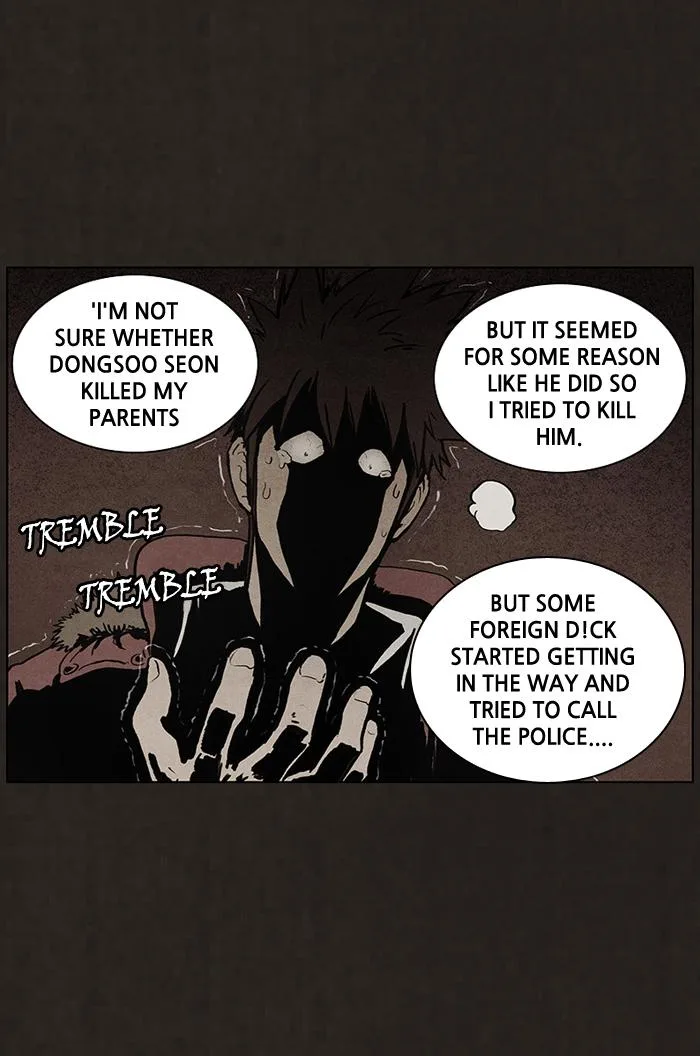 'I'M NOT
SURE WHETHER
DONGSOO SEON
KILLED MY
PARENTS
BUT IT SEEMED
FOR SOME REASON
LIKE HE DID SO
I TRIED TO KILL
HIM.
TREMBLE
TREMBLE
BUT SOME
FOREIGN D!CK
STARTED GETTING
IN THE WAY AND
TRIED TO CALL
THE POLICE....